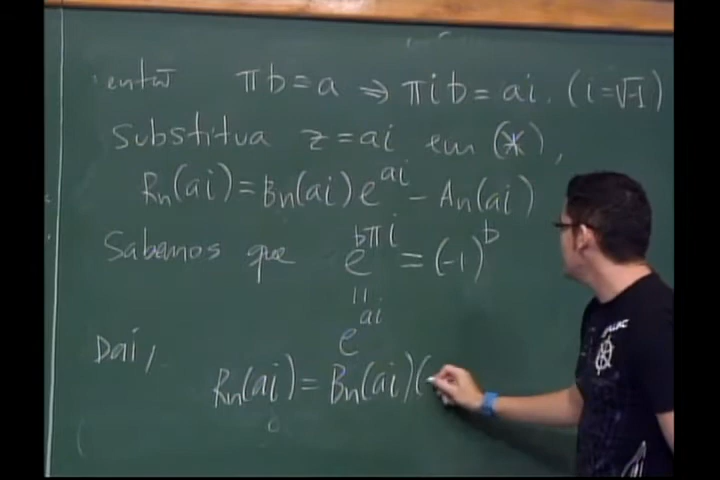 então πb = a ⇒ πib = ai. (i = √-1)
Substitua z = ai em (*),
Rn(ai) = Bn(ai) e^{ai} - An(ai)
Sabemos que e^{bπi} = (-1)^b
=
e^{ai}
Daí,
Rn(ai) = Bn(ai)(